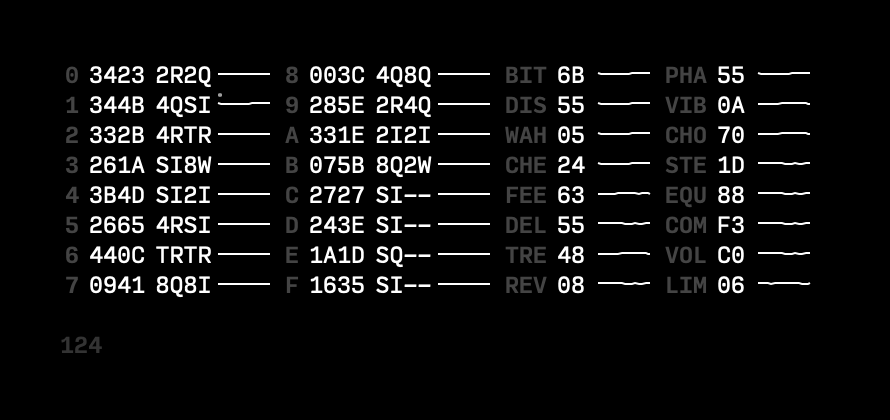 0 3423 2R2Q 8 003C 4Q8Q BIT 6B PHA 55
1 344B 4QSI 9 285E 2R4Q DIS 55 VIB 0A
2 332B 4RTR A 331E 2I2I WAH 05 CHO 70
3 261A SI8W B 075B 8Q2W CHE 24 STE 1D
4 3B4D SI2I C 2727 SI-- FEE 63 EQU 88
5 2665 4RSI D 243E SI-- DEL 55 COM F3
6 440C TRTR E 1A1D SQ-- TRE 48 VOL C0
7 0941 8Q8I F 1635 SI-- REV 08 LIM 06
124